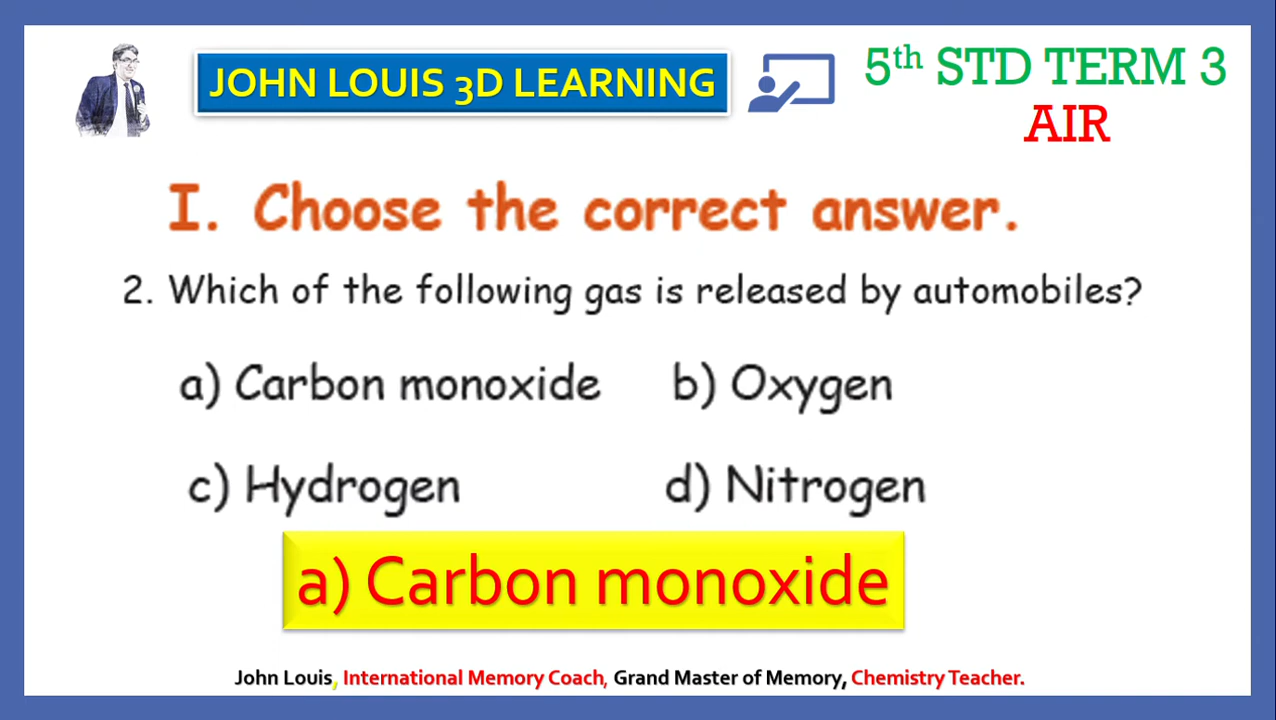 JOHN LOUIS 3D LEARNING
5th STD TERM 3
AIR
I. Choose the correct answer.
2. Which of the following gas is released by automobiles?
a) Carbon monoxide b) Oxygen
c) Hydrogen d) Nitrogen
a) Carbon monoxide
John Louis, International Memory Coach, Grand Master of Memory, Chemistry Teacher.